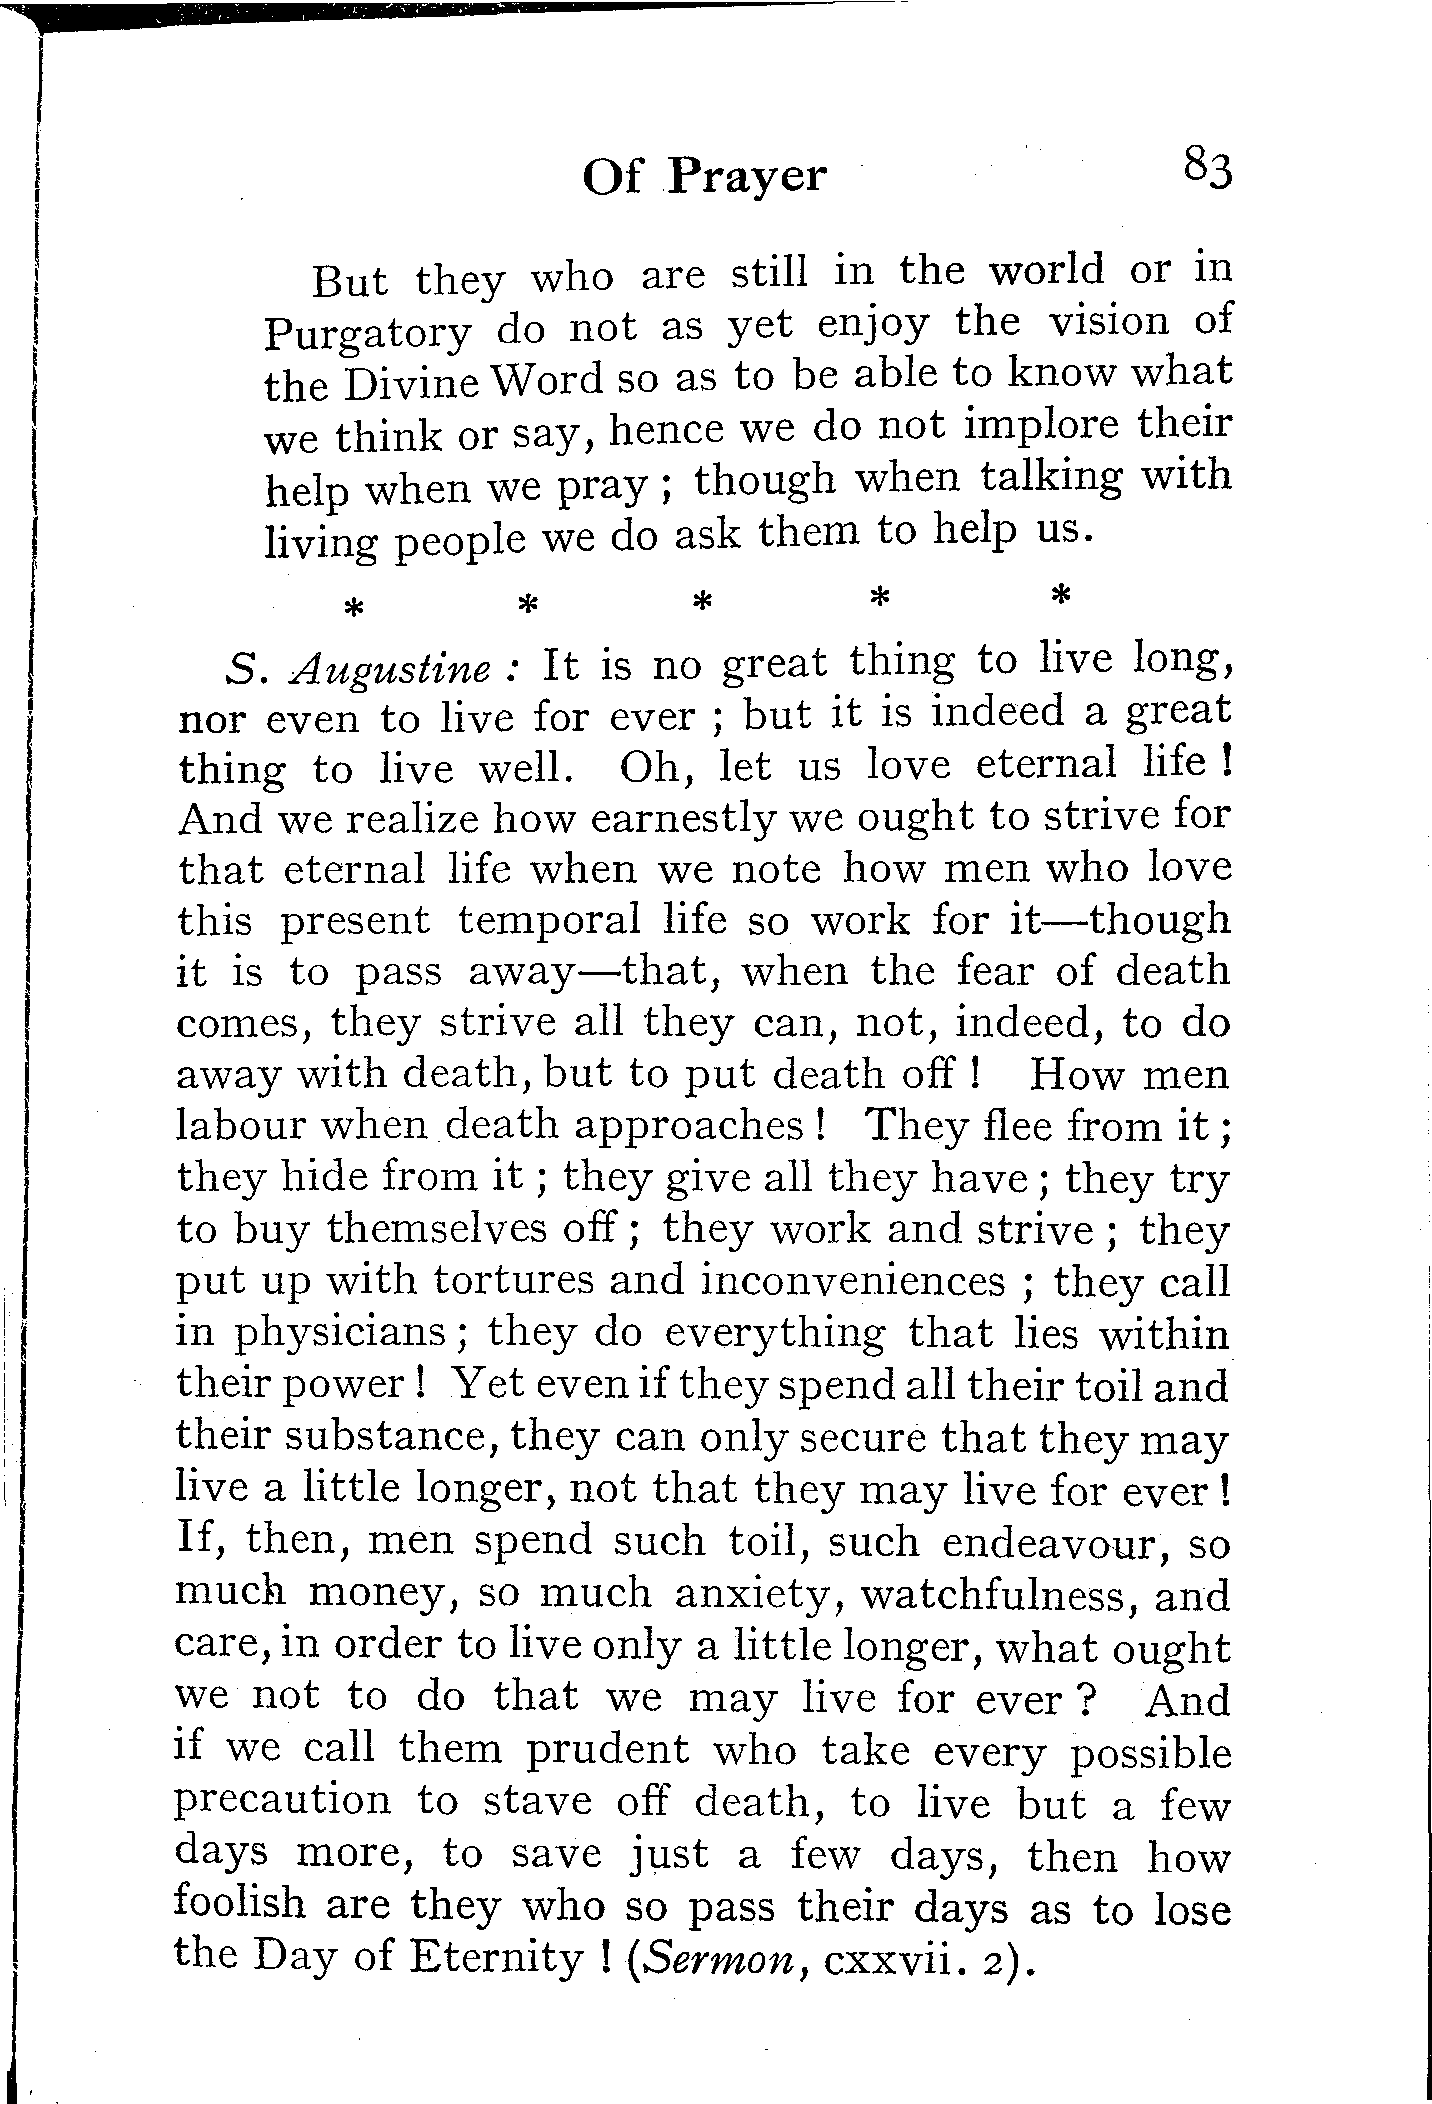 Of Prayer 83
But they who are still in the world or in
Purgatory do not as yet enjoy the vision of
the Divine Word so as to be able to know what
we think or say, hence we do not implore their
help when we pray ; though when talking with
living people we do ask them to help us.
* * * * *
S. Augustine : It is no great thing to live long,
nor even to live for ever ; but it is indeed a great
thing to live well. Oh, let us love eternal life !
And we realize how earnestly we ought to strive for
that eternal life when we note how men who love
this present temporal life so work for it—though
it is to pass away—that, when the fear of death
comes, they strive all they can, not, indeed, to do
away with death, but to put death off ! How men
labour when death approaches ! They flee from it ;
they hide from it ; they give all they have ; they try
to buy themselves off ; they work and strive ; they
put up with tortures and inconveniences ; they call
in physicians ; they do everything that lies within
their power ! Yet even if they spend all their toil and
their substance, they can only secure that they may
live a little longer, not that they may live for ever !
If, then, men spend such toil, such endeavour, so
much money, so much anxiety, watchfulness, and
care, in order to live only a little longer, what ought
we not to do that we may live for ever ? And
if we call them prudent who take every possible
precaution to stave off death, to live but a few
days more, to save just a few days, then how
foolish are they who so pass their days as to lose
the Day of Eternity ! (Sermon, cxxvii. 2).